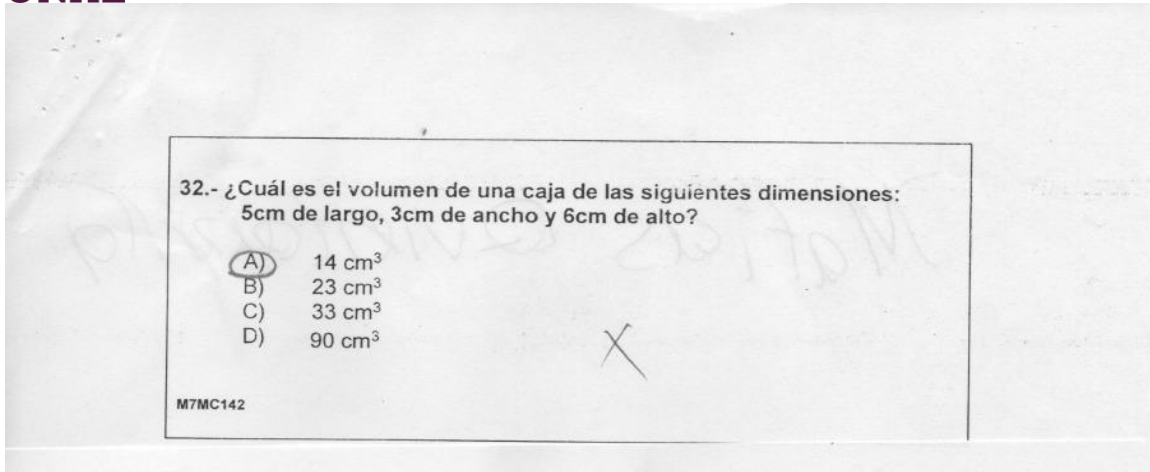 32.- ¿Cuál es el volumen de una caja de las siguientes dimensiones:
5cm de largo, 3cm de ancho y 6cm de alto?
A) 14 cm³
B) 23 cm³
C) 33 cm³
D) 90 cm³
X
M7MC142